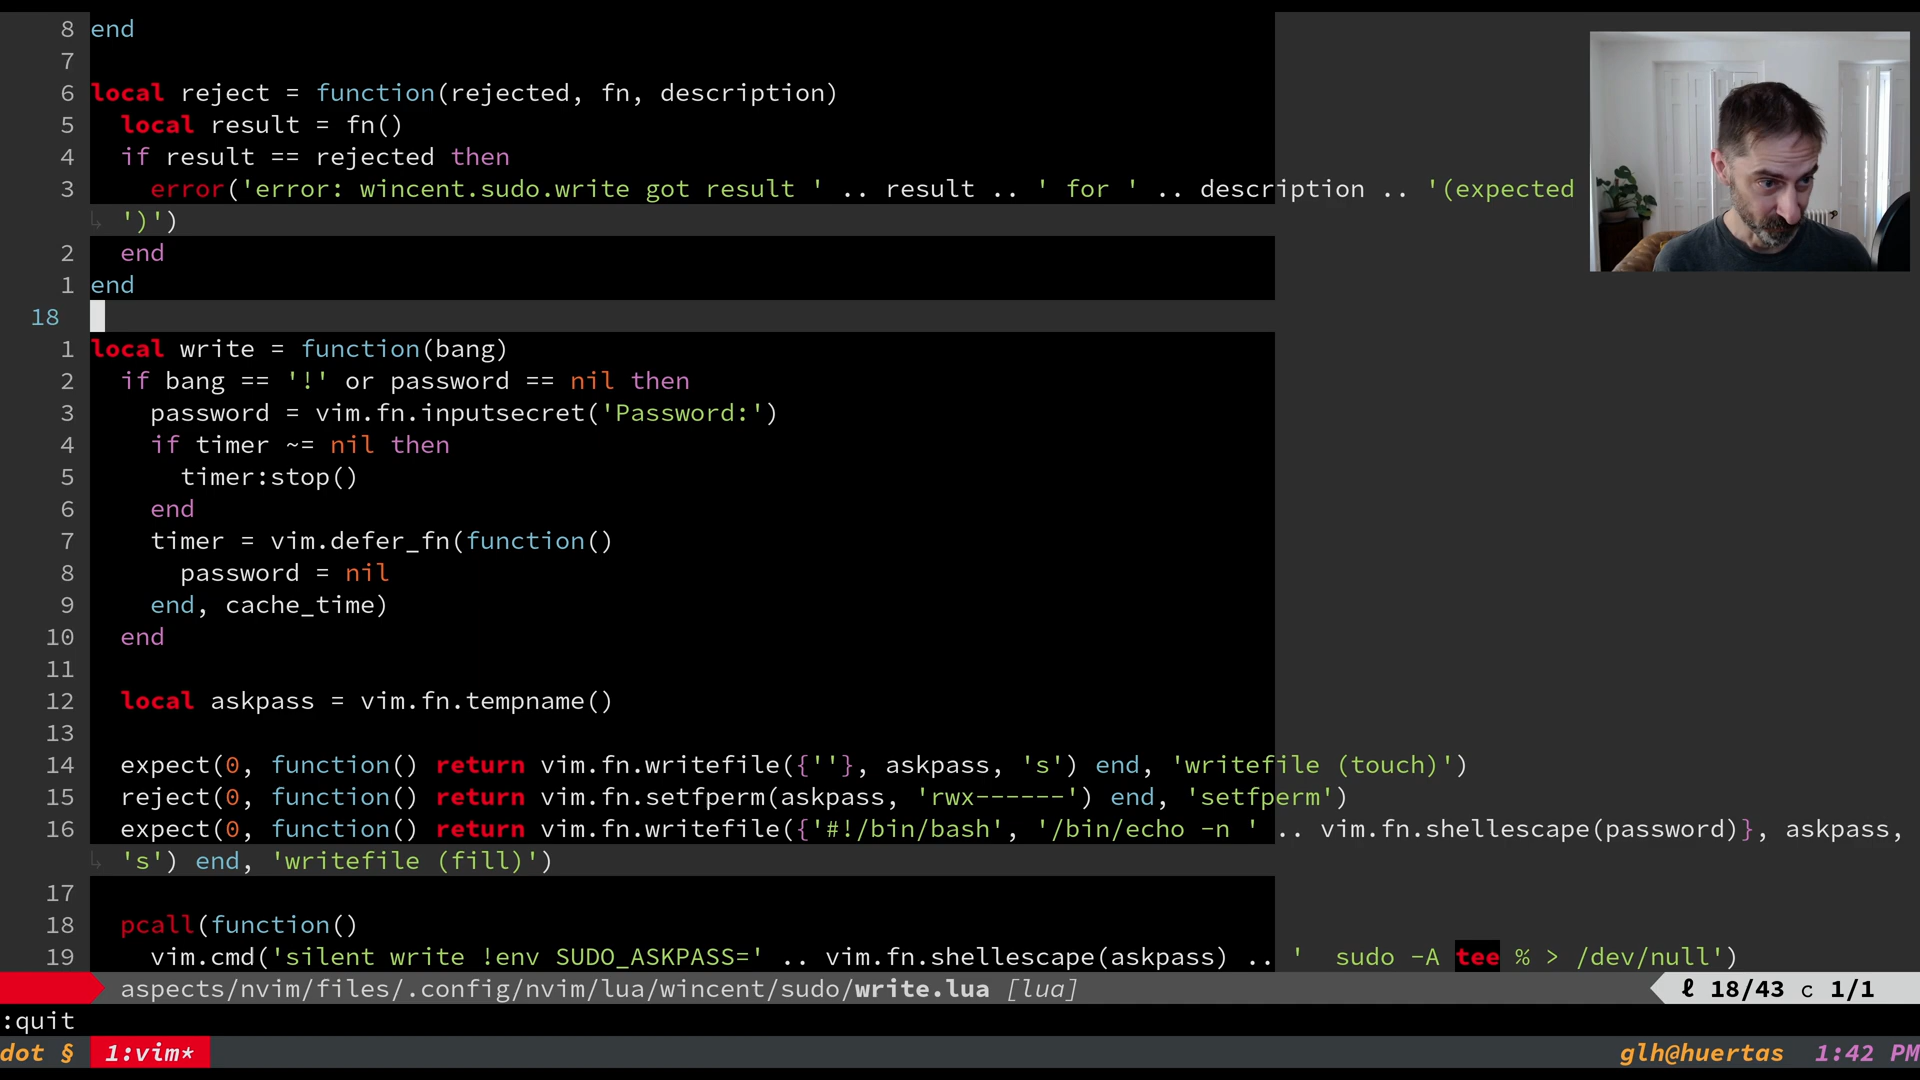 8 end
7
6 local reject = function(rejected, fn, description)
5   local result = fn()
4   if result == rejected then
3     error('error: wincent.sudo.write got result ' .. result .. ' for ' .. description .. '(expected
↳ ')')
2   end
1 end
18
1 local write = function(bang)
2   if bang == '!' or password == nil then
3     password = vim.fn.inputsecret('Password:')
4     if timer ~= nil then
5       timer:stop()
6     end
7     timer = vim.defer_fn(function()
8       password = nil
9     end, cache_time)
10   end
11
12   local askpass = vim.fn.tempname()
13
14   expect(0, function() return vim.fn.writefile({''}, askpass, 's') end, 'writefile (touch)')
15   reject(0, function() return vim.fn.setfperm(askpass, 'rwx------') end, 'setfperm')
16   expect(0, function() return vim.fn.writefile({'#!/bin/bash', '/bin/echo -n ' .. vim.fn.shellescape(password)}, askpass,
↳ 's') end, 'writefile (fill)')
17
18   pcall(function()
19     vim.cmd('silent write !env SUDO_ASKPASS=' .. vim.fn.shellescape(askpass) .. '  sudo -A tee % > /dev/null')
aspects/nvim/files/.config/nvim/lua/wincent/sudo/write.lua [lua] ℓ 18/43 c 1/1
:quit
dot § 1:vim* glh@huertas 1:42 PM